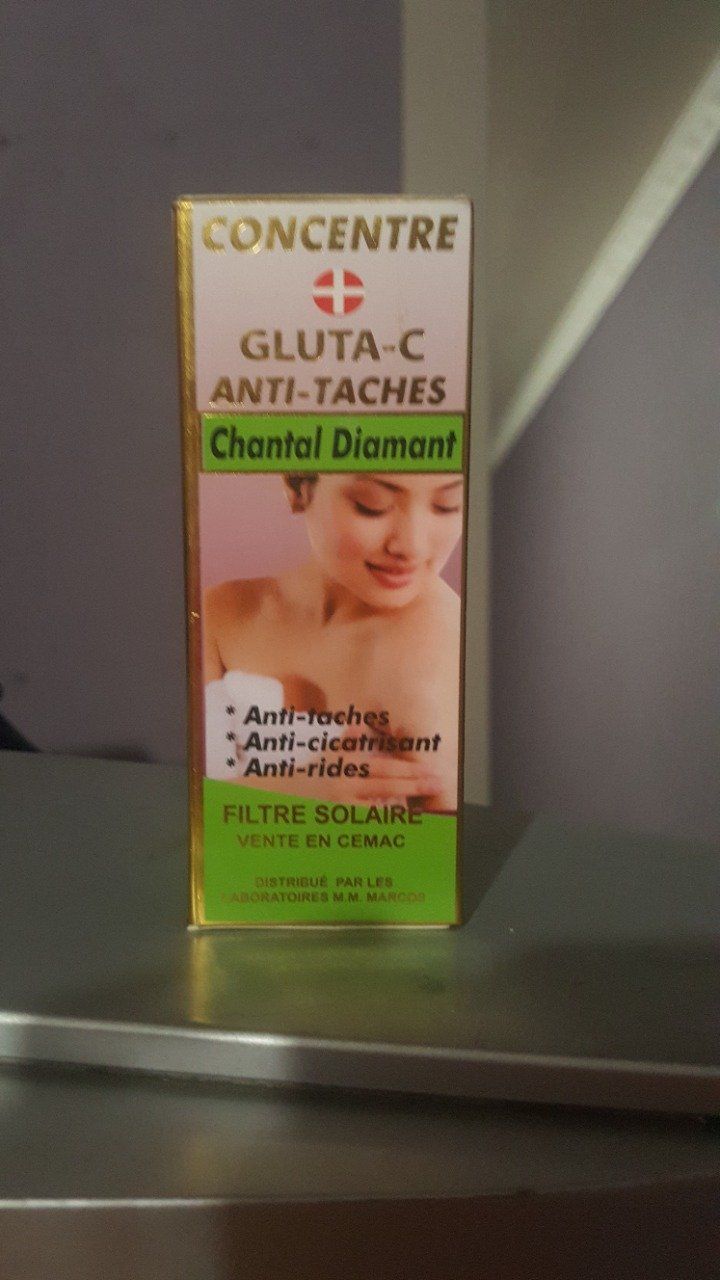 CONCENTRE
GLUTA-C
ANTI-TACHES
Chantal Diamant
* Anti-taches
* Anti-cicatrisant
* Anti-rides
FILTRE SOLAIRE
VENTE EN CEMAC
DISTRIBUÉ PAR LES
LABORATOIRES M.M. MARCOS